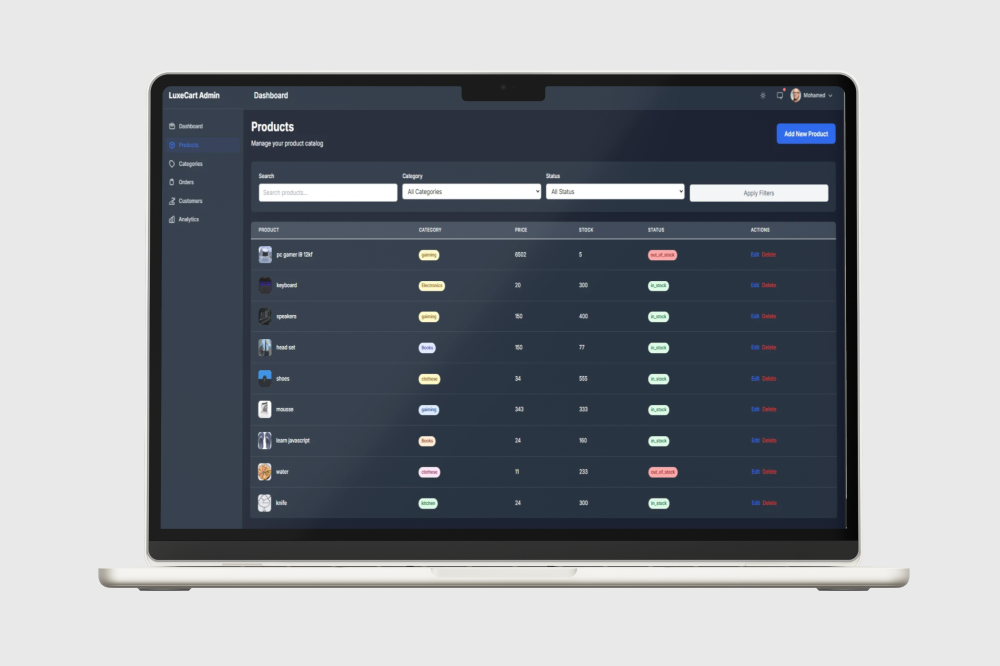 LuxeCart Admin
Dashboard
Mohamed
Dashboard
Products
Categories
Orders
Customers
Analytics
Products
Manage your product catalog
Add New Product
Search
Category
Status
Search products...
All Categories
All Status
Apply Filters
PRODUCT CATEGORY PRICE STOCK STATUS ACTIONS
pc gamer i9 12kf gaming 6502 5 out_of_stock Edit Delete
keyboard Electronics 20 300 in_stock Edit Delete
speakers gaming 150 400 in_stock Edit Delete
head set Books 150 77 in_stock Edit Delete
shoes clothese 34 555 in_stock Edit Delete
mousse gaming 343 333 in_stock Edit Delete
learn javascript Books 24 160 in_stock Edit Delete
water clothese 11 233 out_of_stock Edit Delete
knife kitchen 24 300 in_stock Edit Delete